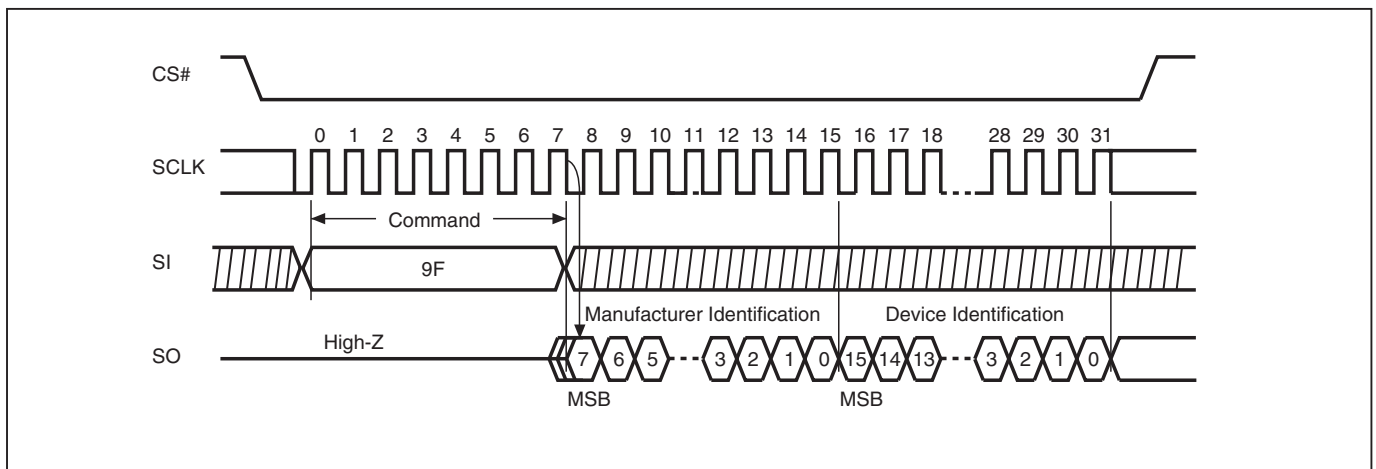 CS#
0 1 2 3 4 5 6 7 8 9 10 11 12 13 14 15 16 17 18 28 29 30 31
SCLK
Command
SI
9F
Manufacturer Identification Device Identification
High-Z
SO
7 6 5 3 2 1 0 15 14 13 3 2 1 0
MSB MSB